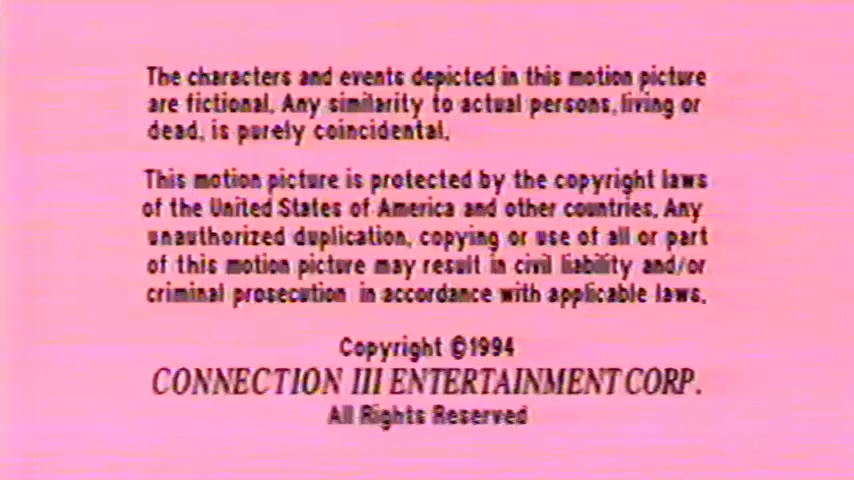 The characters and events depicted in this motion picture
are fictional. Any similarity to actual persons, living or
dead, is purely coincidental.
This motion picture is protected by the copyright laws
of the United States of America and other countries. Any
unauthorized duplication, copying or use of all or part
of this motion picture may result in civil liability and/or
criminal prosecution in accordance with applicable laws.
Copyright ©1994
CONNECTION III ENTERTAINMENT CORP.
All Rights Reserved